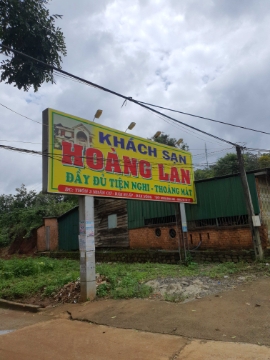 KHÁCH SẠN
HOÀNG LAN
ĐẦY ĐỦ TIỆN NGHI - THOÁNG MÁT